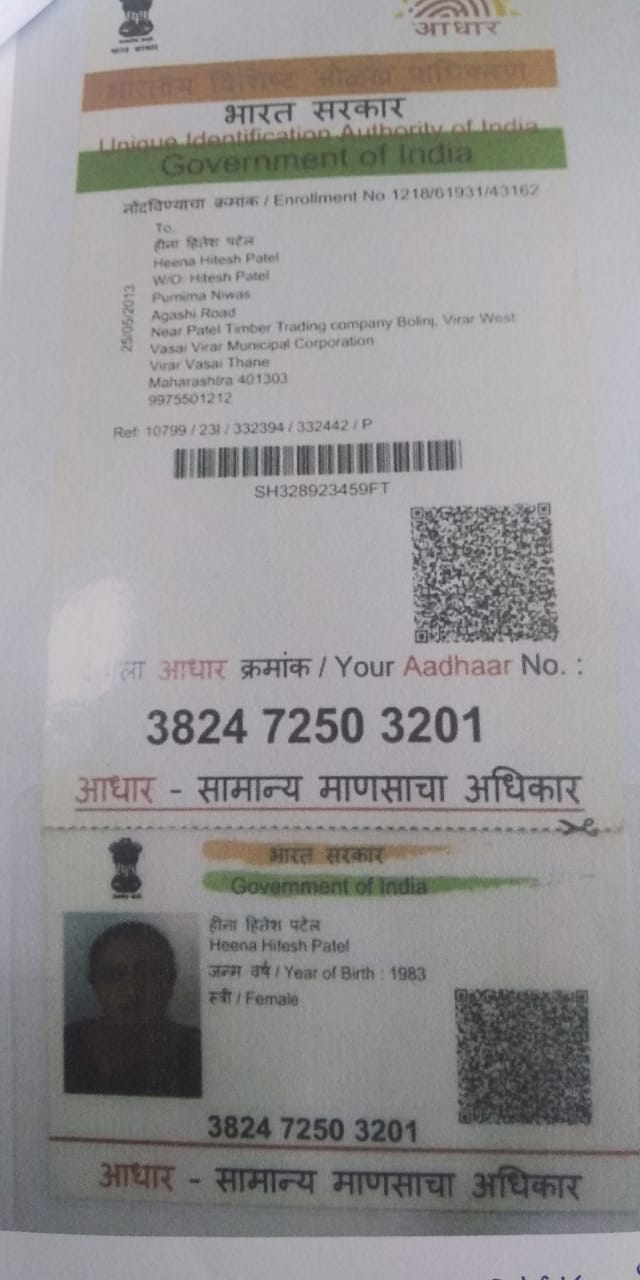 भारत सरकार
आधार
भारतीय विशिष्ट ओळख प्राधिकरण
भारत सरकार
Unique Identification Authority of India
Government of India
नोंदविण्याचा क्रमांक / Enrollment No 1218/61931/43162
To,
हीना हितेश पटेल
Heena Hitesh Patel
W/O: Hitesh Patel
Purnima Niwas
Agashi Road
Near Patel Timber Trading company Bolinj, Virar West
Vasai Virar Municipal Corporation
Virar Vasai Thane
Maharashtra 401303
9975501212
25/05/2013
Ref: 10799 / 23I / 332394 / 332442 / P
SH328923459FT
आधार क्रमांक / Your Aadhaar No. :
3824 7250 3201
आधार - सामान्य माणसाचा अधिकार
भारत सरकार
Government of India
हीना हितेश पटेल
Heena Hitesh Patel
जन्म वर्ष / Year of Birth : 1983
स्त्री / Female
3824 7250 3201
आधार - सामान्य माणसाचा अधिकार